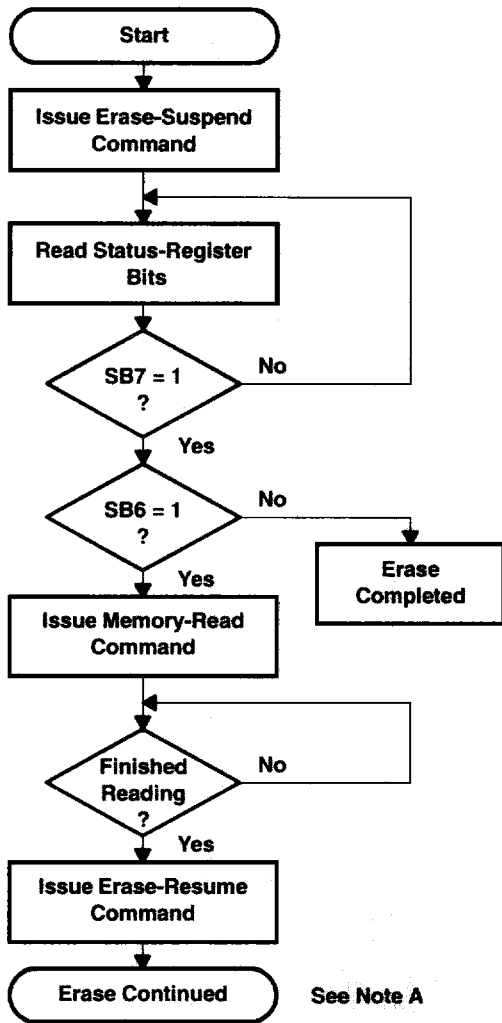 Start
Issue Erase-Suspend
Command
Read Status-Register
Bits
SB7 = 1
?
No
Yes
SB6 = 1
?
No
Yes
Erase
Completed
Issue Memory-Read
Command
Finished
Reading
?
No
Yes
Issue Erase-Resume
Command
Erase Continued
See Note A